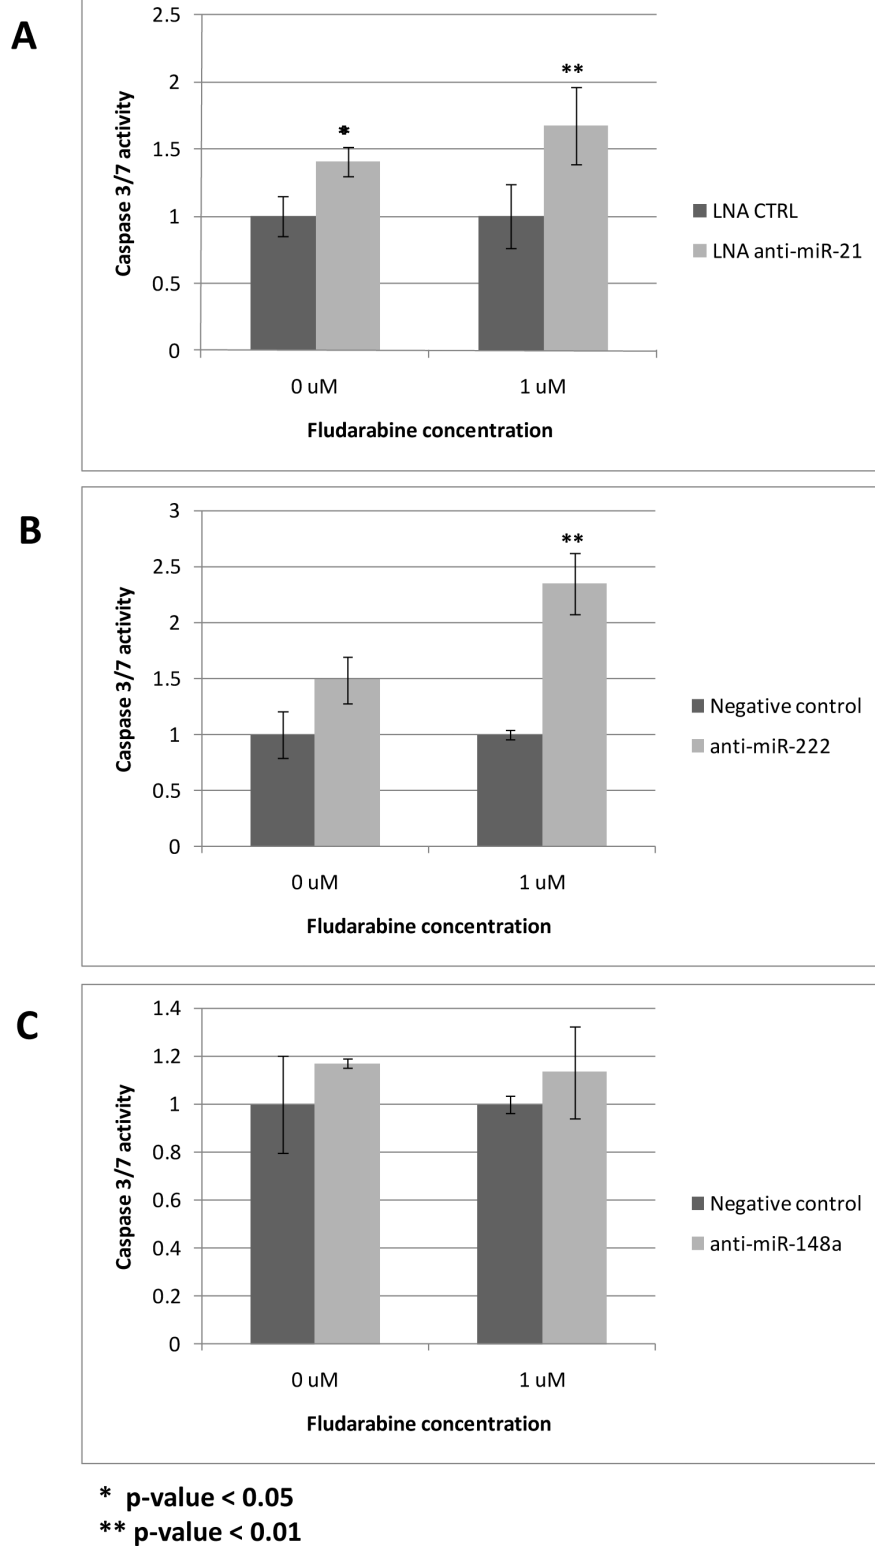 A
2.5
2
1.5
1
0.5
0
Caspase 3/7 activity
*
**
0 uM
1 uM
Fludarabine concentration
LNA CTRL
LNA anti-miR-21
B
3
2.5
2
1.5
1
0.5
0
Caspase 3/7 activity
**
0 uM
1 uM
Fludarabine concentration
Negative control
anti-miR-222
C
1.4
1.2
1
0.8
0.6
0.4
0.2
0
Caspase 3/7 activity
0 uM
1 uM
Fludarabine concentration
Negative control
anti-miR-148a
* p-value < 0.05
** p-value < 0.01